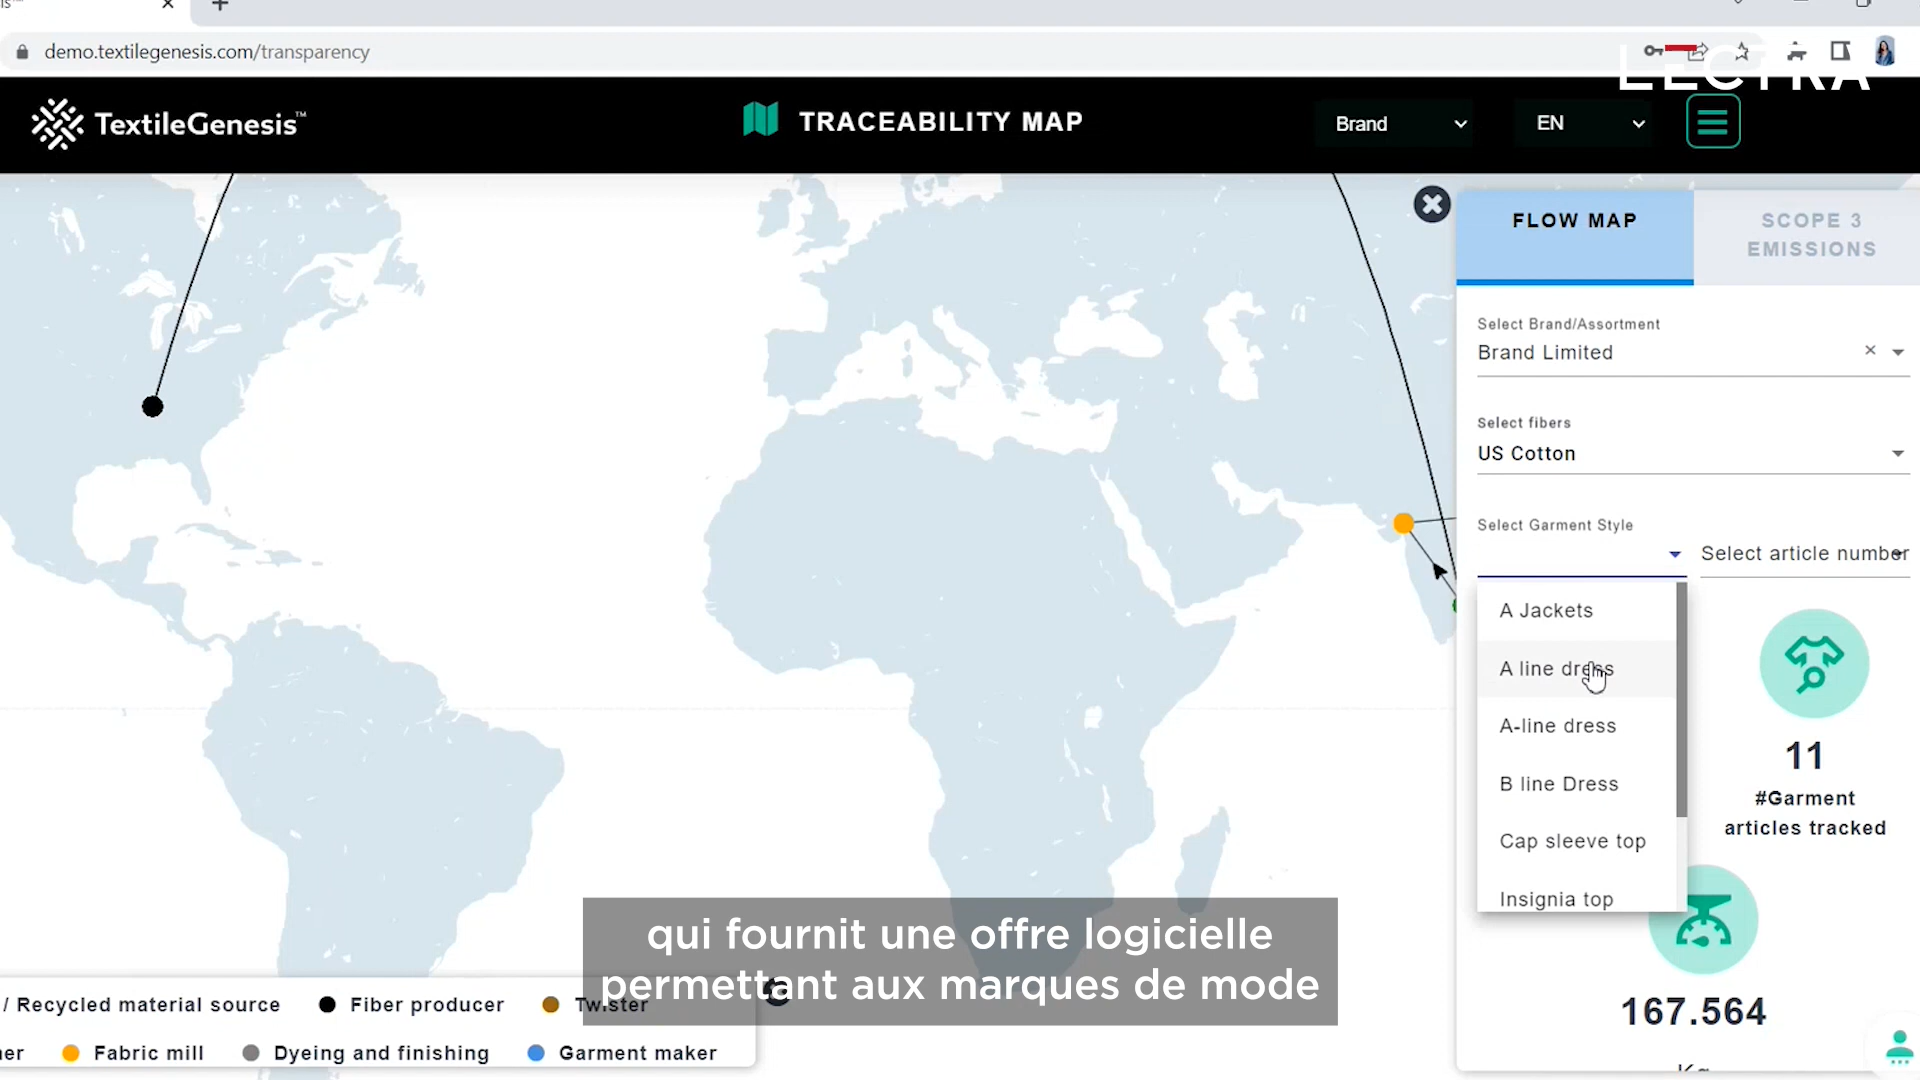 demo.textilegenesis.com/transparency
LECTRA
TextileGenesis™
TRACEABILITY MAP
Brand
EN
FLOW MAP
SCOPE 3
EMISSIONS
Select Brand/Assortment
Brand Limited
Select fibers
US Cotton
Select Garment Style
Select article number
A Jackets
A line dress
A-line dress
B line Dress
Cap sleeve top
Insignia top
11
#Garment
articles tracked
167.564
Kg
qui fournit une offre logicielle
permettant aux marques de mode
/ Recycled material source
Fiber producer
Twister
Fabric mill
Dyeing and finishing
Garment maker